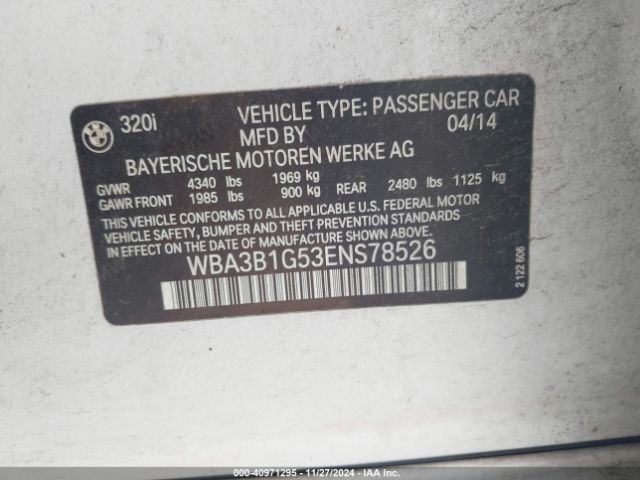 BMW
320i
VEHICLE TYPE: PASSENGER CAR
MFD BY 04/14
BAYERISCHE MOTOREN WERKE AG
GVWR 4340 lbs 1969 kg
GAWR FRONT 1985 lbs 900 kg REAR 2480 lbs 1125 kg
THIS VEHICLE CONFORMS TO ALL APPLICABLE U.S. FEDERAL MOTOR
VEHICLE SAFETY, BUMPER AND THEFT PREVENTION STANDARDS
IN EFFECT ON THE DATE OF MANUFACTURE SHOWN ABOVE.
WBA3B1G53ENS78526
2 122 606
© - 40971295 - 11/27/2024 - IAAI.COM